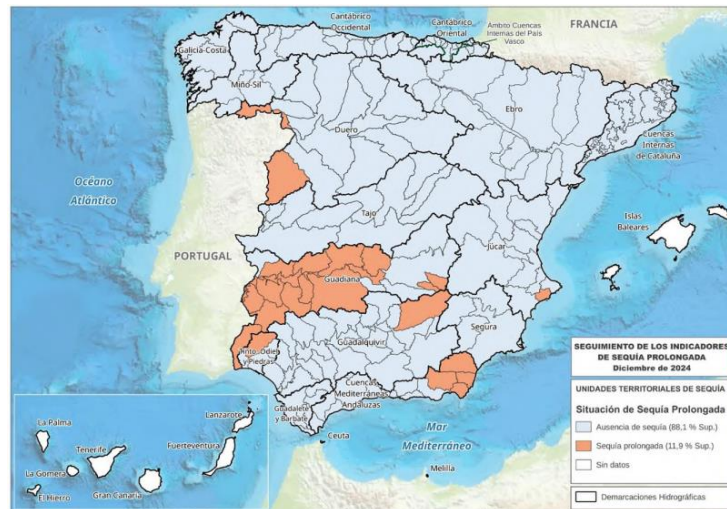 Cantábrico
Occidental
Cantábrico
Oriental
Ámbito Cuencas
Internas del País
Vasco
FRANCIA
Galicia-Costa
Miño-Sil
Ebro
Duero
Cuencas
Internas
de Cataluña
Océano
Atlántico
Tajo
Islas
Baleares
PORTUGAL
Júcar
Guadiana
Segura
Guadalquivir
Tinto, Odiel
y Piedras
Cuencas
Mediterráneas
Andaluzas
Guadalete
y Barbate
Ceuta
Mar
Mediterráneo
Melilla
La Palma
Lanzarote
Tenerife
Fuerteventura
La Gomera
El Hierro
Gran Canaria
SEGUIMIENTO DE LOS INDICADORES
DE SEQUÍA PROLONGADA
Diciembre de 2024
UNIDADES TERRITORIALES DE SEQUÍA
Situación de Sequía Prolongada
Ausencia de sequía (88,1 % Sup.)
Sequía prolongada (11,9 % Sup.)
Sin datos
Demarcaciones Hidrográficas